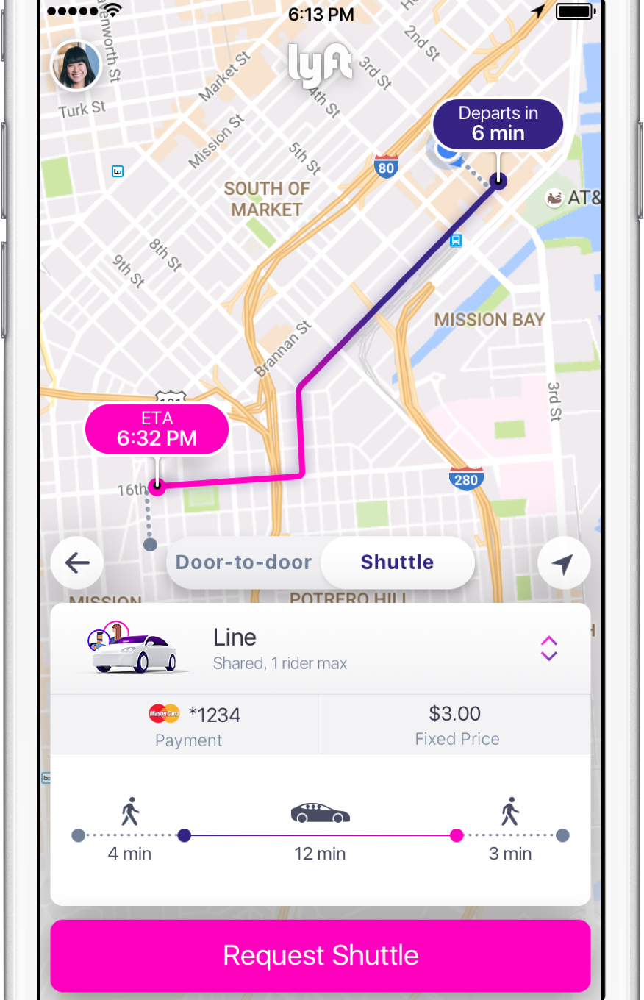 6:13 PM
lyft
Market St
2nd St
3rd St
4th St
Turk St
Mission St
5th St
Departs in
6 min
80
SOUTH OF
MARKET
AT&
8th St
9th St
MISSION BAY
Brannan St
3rd St
ETA
6:32 PM
16th
280
Door-to-door
Shuttle
MISSION
POTRERO HILL
Line
Shared, 1 rider max
MasterCard
*1234
$3.00
Payment
Fixed Price
4 min
12 min
3 min
Request Shuttle